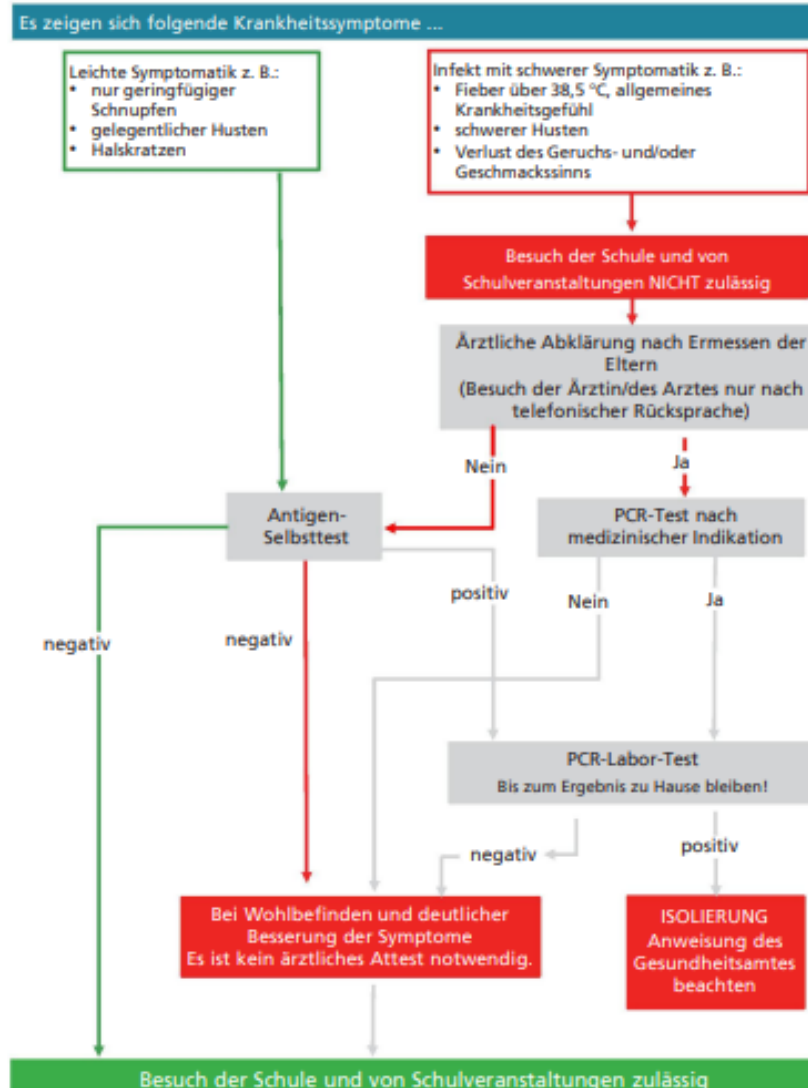 Es zeigen sich folgende Krankheitssymptome ...
Leichte Symptomatik z. B.:
• nur geringfügiger
Schnupfen
• gelegentlicher Husten
• Halskratzen
Infekt mit schwerer Symptomatik z. B.:
• Fieber über 38,5 °C, allgemeines
Krankheitsgefühl
• schwerer Husten
• Verlust des Geruchs- und/oder
Geschmackssinns
Besuch der Schule und von
Schulveranstaltungen NICHT zulässig
Ärztliche Abklärung nach Ermessen der
Eltern
(Besuch der Ärztin/des Arztes nur nach
telefonischer Rücksprache)
Nein
Ja
Antigen-
Selbsttest
PCR-Test nach
medizinischer Indikation
negativ
negativ
positiv
Nein
Ja
PCR-Labor-Test
Bis zum Ergebnis zu Hause bleiben!
negativ
positiv
Bei Wohlbefinden und deutlicher
Besserung der Symptome
Es ist kein ärztliches Attest notwendig.
ISOLIERUNG
Anweisung des
Gesundheitsamtes
beachten
Besuch der Schule und von Schulveranstaltungen zulässig